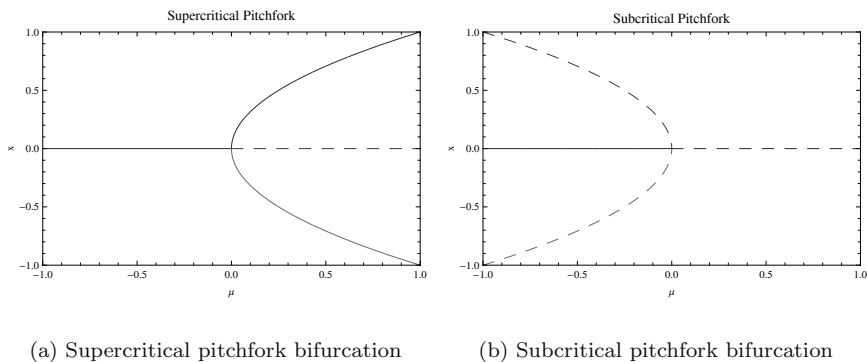 Supercritical Pitchfork
1.0
0.5
0.0
-0.5
-1.0
x
-1.0 -0.5 0.0 0.5 1.0
μ
Subcritical Pitchfork
1.0
0.5
0.0
-0.5
-1.0
x
-1.0 -0.5 0.0 0.5 1.0
μ
(a) Supercritical pitchfork bifurcation
(b) Subcritical pitchfork bifurcation